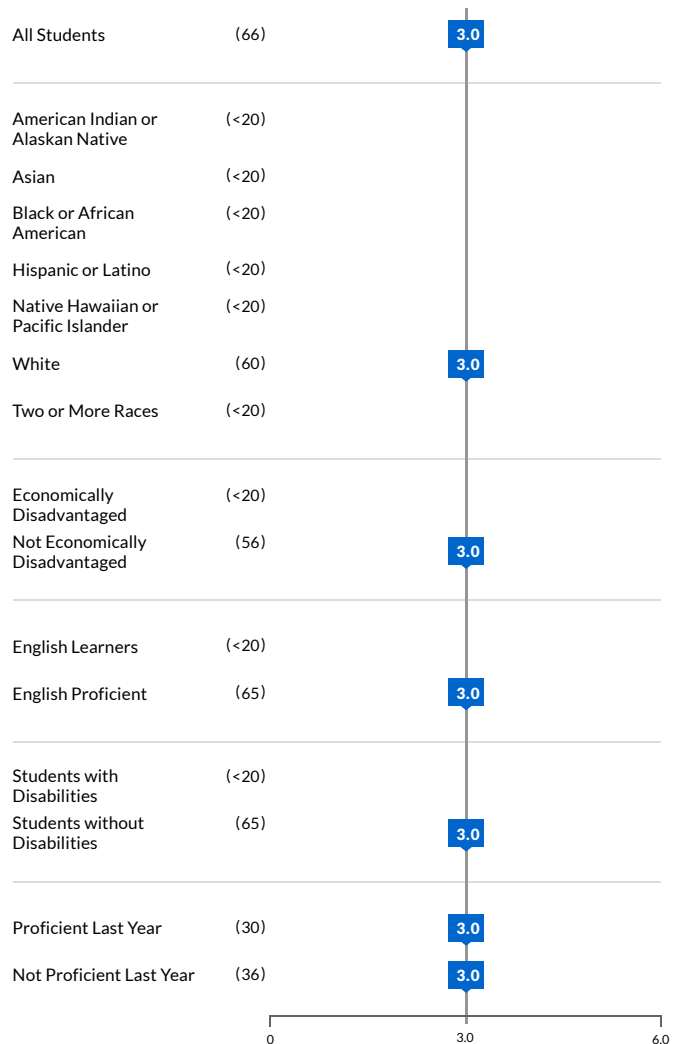 All Students (66) 3.0
American Indian or (<20)
Alaskan Native
Asian (<20)
Black or African (<20)
American
Hispanic or Latino (<20)
Native Hawaiian or (<20)
Pacific Islander
White (60) 3.0
Two or More Races (<20)
Economically (<20)
Disadvantaged
Not Economically (56) 3.0
Disadvantaged
English Learners (<20)
English Proficient (65) 3.0
Students with (<20)
Disabilities
Students without (65) 3.0
Disabilities
Proficient Last Year (30) 3.0
Not Proficient Last Year (36) 3.0
0 3.0 6.0